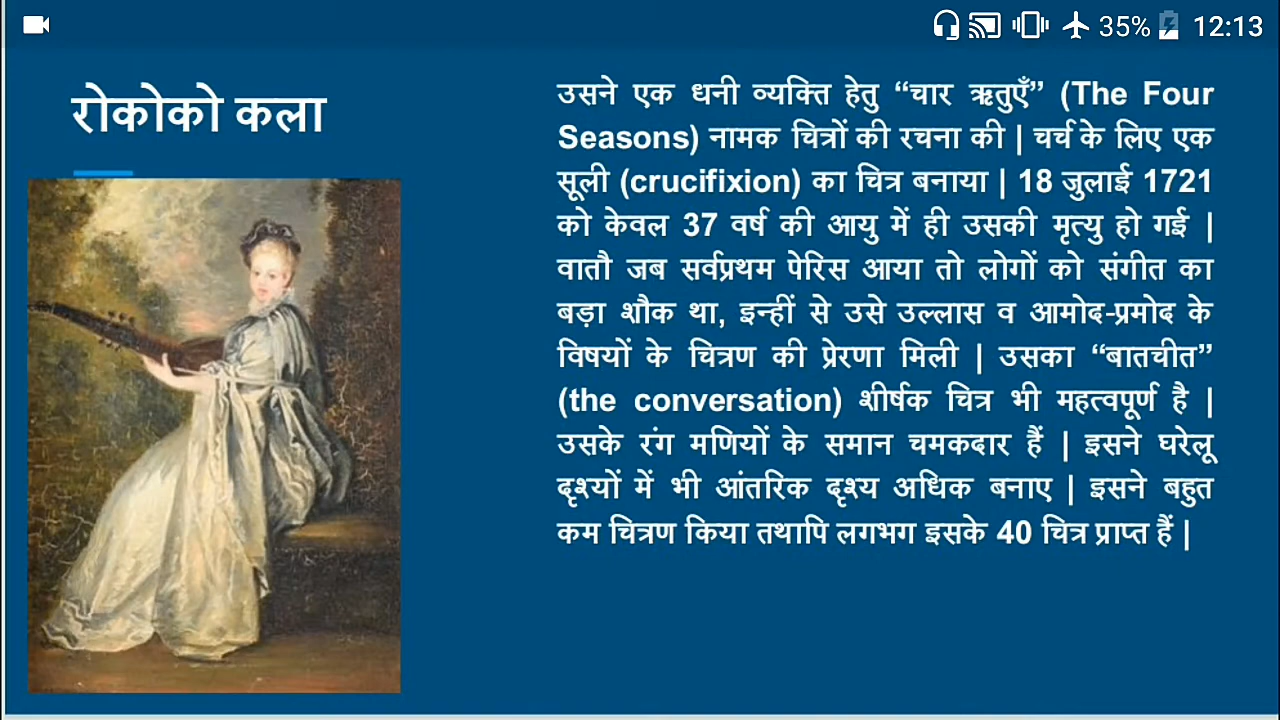 35% 12:13
रोकोको कला
उसने एक धनी व्यक्ति हेतु “चार ऋतुएँ” (The Four
Seasons) नामक चित्रों की रचना की | चर्च के लिए एक
सूली (crucifixion) का चित्र बनाया | 18 जुलाई 1721
को केवल 37 वर्ष की आयु में ही उसकी मृत्यु हो गई |
वातौ जब सर्वप्रथम पेरिस आया तो लोगों को संगीत का
बड़ा शौक था, इन्हीं से उसे उल्लास व आमोद-प्रमोद के
विषयों के चित्रण की प्रेरणा मिली | उसका “बातचीत”
(the conversation) शीर्षक चित्र भी महत्वपूर्ण है |
उसके रंग मणियों के समान चमकदार हैं | इसने घरेलू
दृश्यों में भी आंतरिक दृश्य अधिक बनाए | इसने बहुत
कम चित्रण किया तथापि लगभग इसके 40 चित्र प्राप्त हैं |